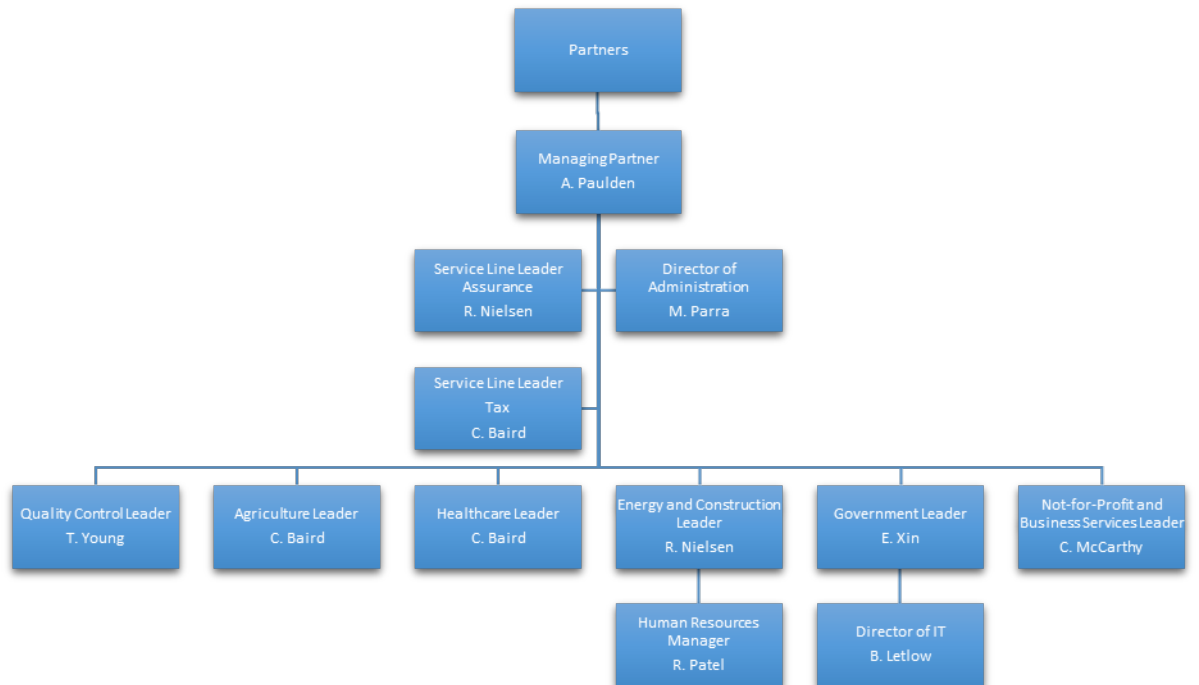 Partners
Managing Partner
A. Paulden
Service Line Leader
Assurance
R. Nielsen
Director of
Administration
M. Parra
Service Line Leader
Tax
C. Baird
Quality Control Leader
T. Young
Agriculture Leader
C. Baird
Healthcare Leader
C. Baird
Energy and Construction
Leader
R. Nielsen
Government Leader
E. Xin
Not-for-Profit and
Business Services Leader
C. McCarthy
Human Resources
Manager
R. Patel
Director of IT
B. Letlow